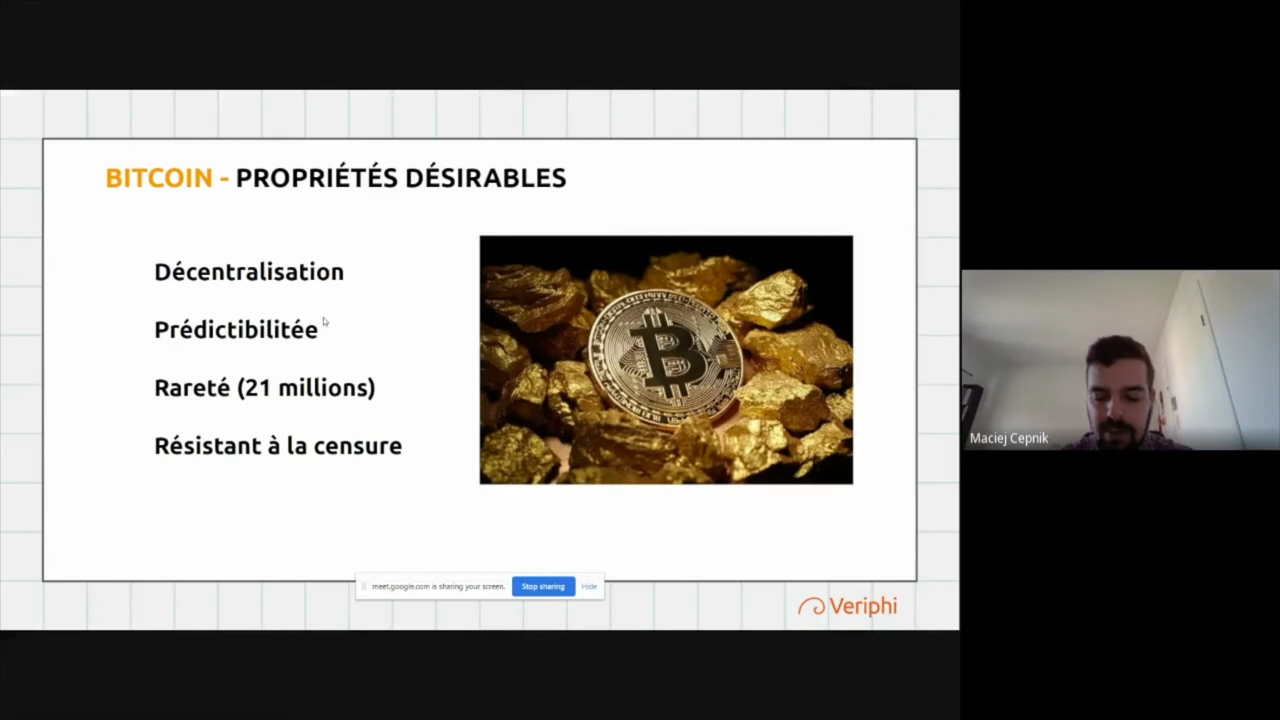 BITCOIN - PROPRIÉTÉS DÉSIRABLES
Décentralisation
Prédictibilitée
Rareté (21 millions)
Résistant à la censure
meet.google.com is sharing your screen. Stop sharing Hide
Veriphi
Maciej Cepnik